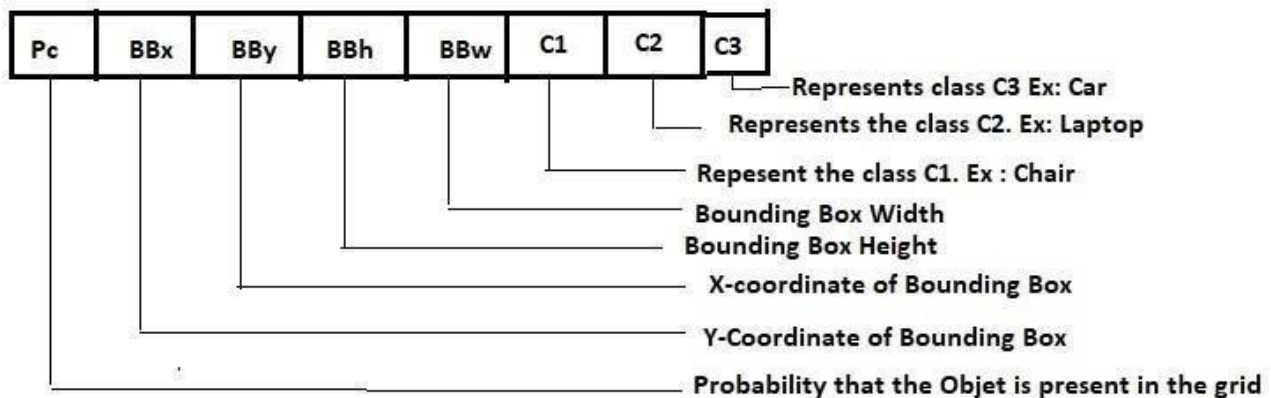 Pc BBx BBy BBh BBw C1 C2 C3
Represents class C3 Ex: Car
Represents the class C2. Ex: Laptop
Repesent the class C1. Ex : Chair
Bounding Box Width
Bounding Box Height
X-coordinate of Bounding Box
Y-Coordinate of Bounding Box
Probability that the Objet is present in the grid